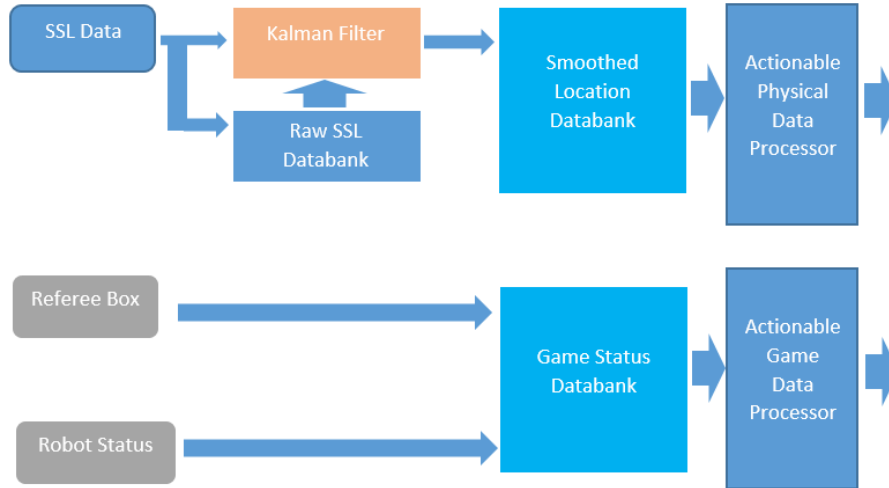 SSL Data
Kalman Filter
Raw SSL
Databank
Smoothed
Location
Databank
Actionable
Physical
Data
Processor
Referee Box
Robot Status
Game Status
Databank
Actionable
Game
Data
Processor